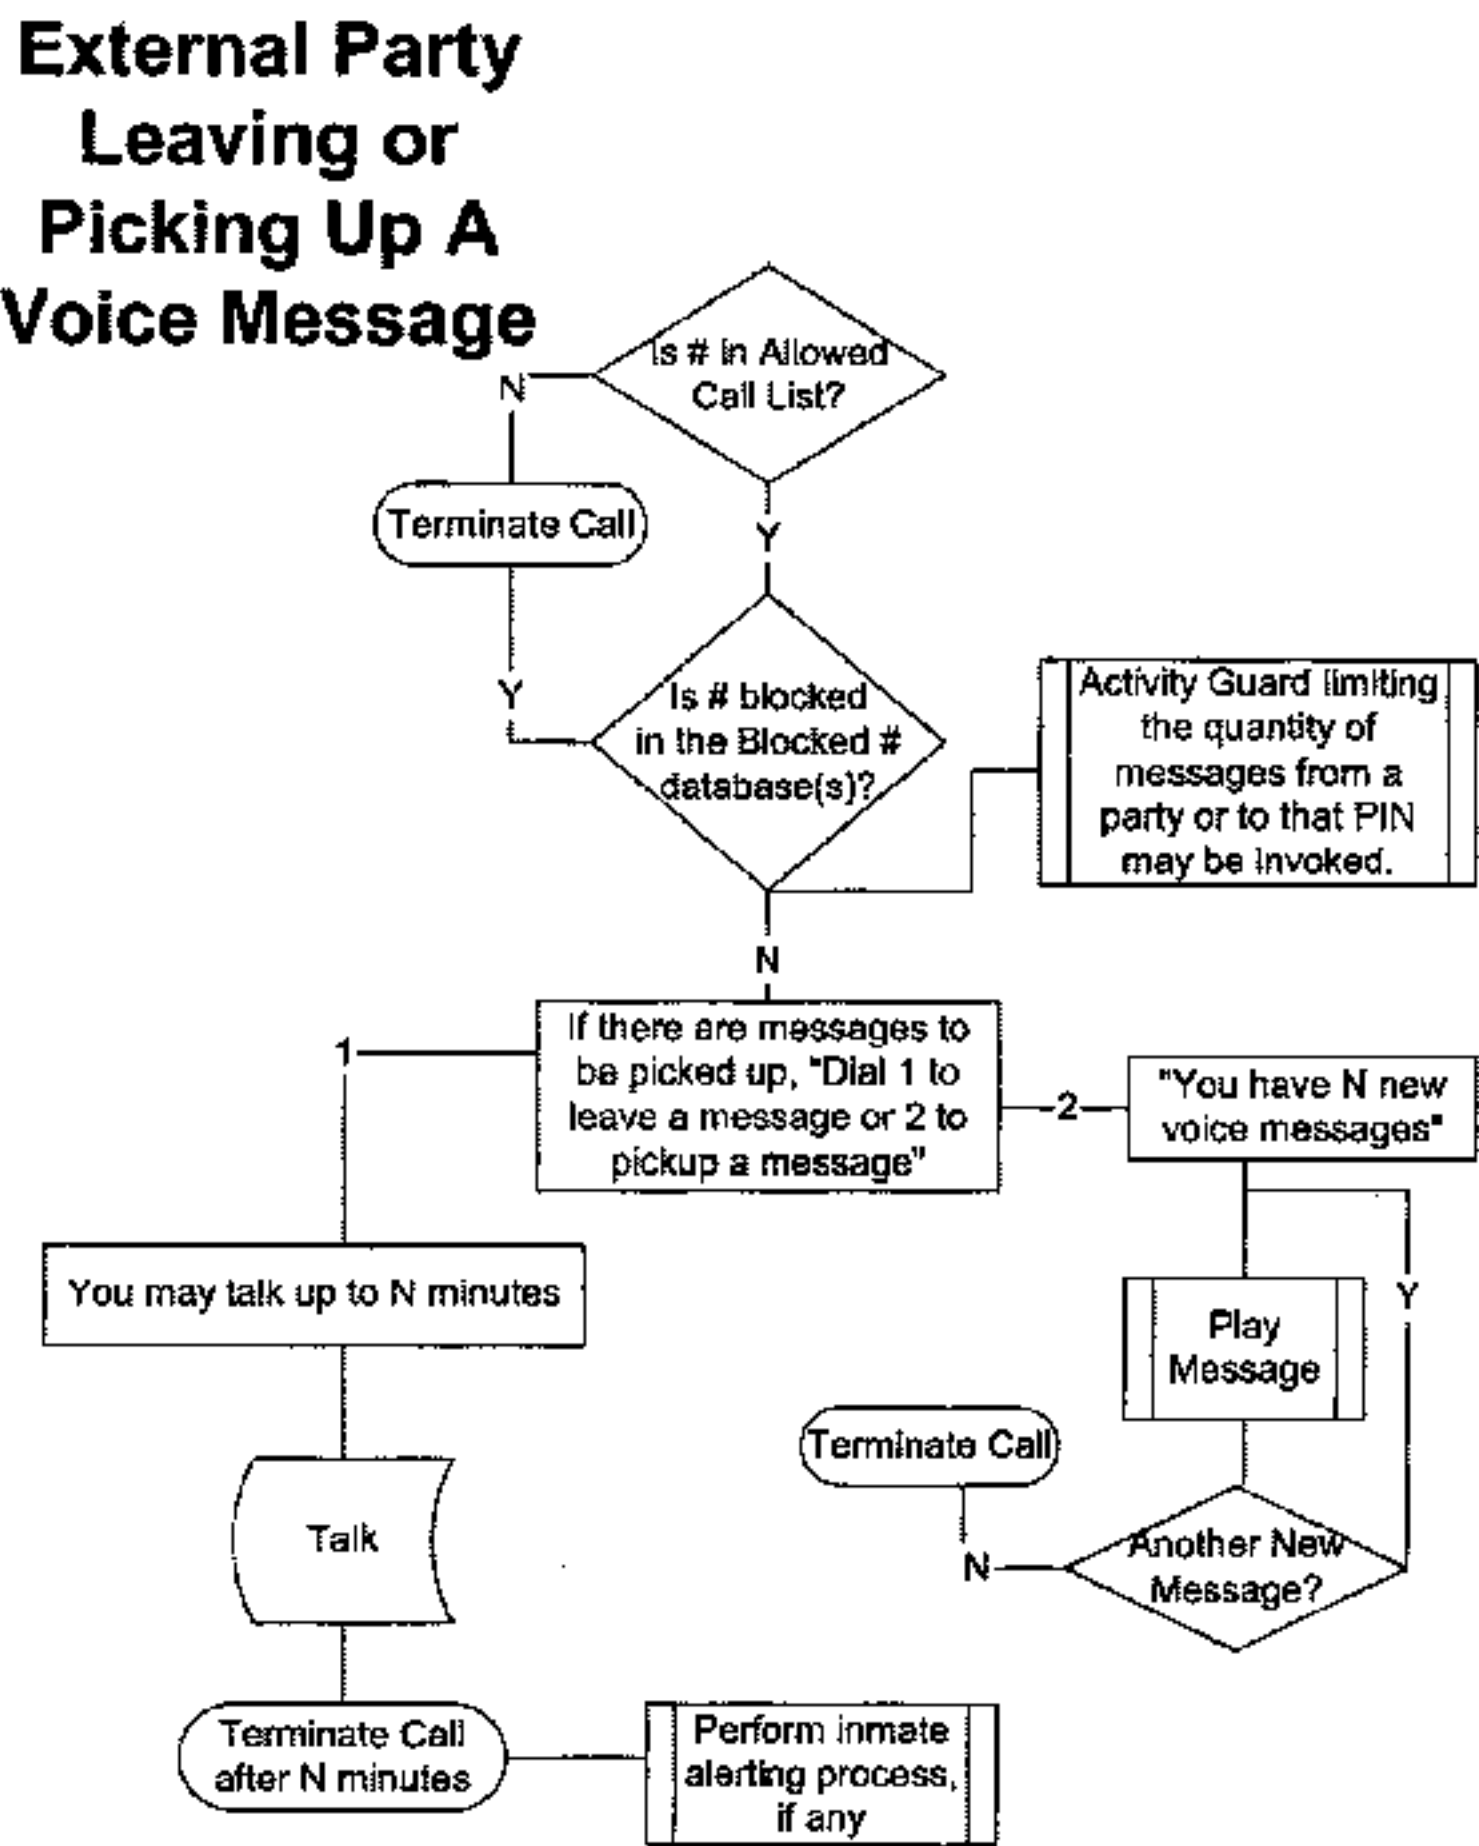 External Party
Leaving or
Picking Up A
Voice Message
Is # in Allowed
Call List?
N
Terminate Call
Y
Y
Is # blocked
in the Blocked #
database(s)?
Activity Guard limiting
the quantity of
messages from a
party or to that PIN
may be invoked.
N
If there are messages to
be picked up, "Dial 1 to
leave a message or 2 to
pickup a message"
1
2
"You have N new
voice messages"
You may talk up to N minutes
Play
Message
Y
Terminate Call
Talk
N
Another New
Message?
Terminate Call
after N minutes
Perform inmate
alerting process,
if any